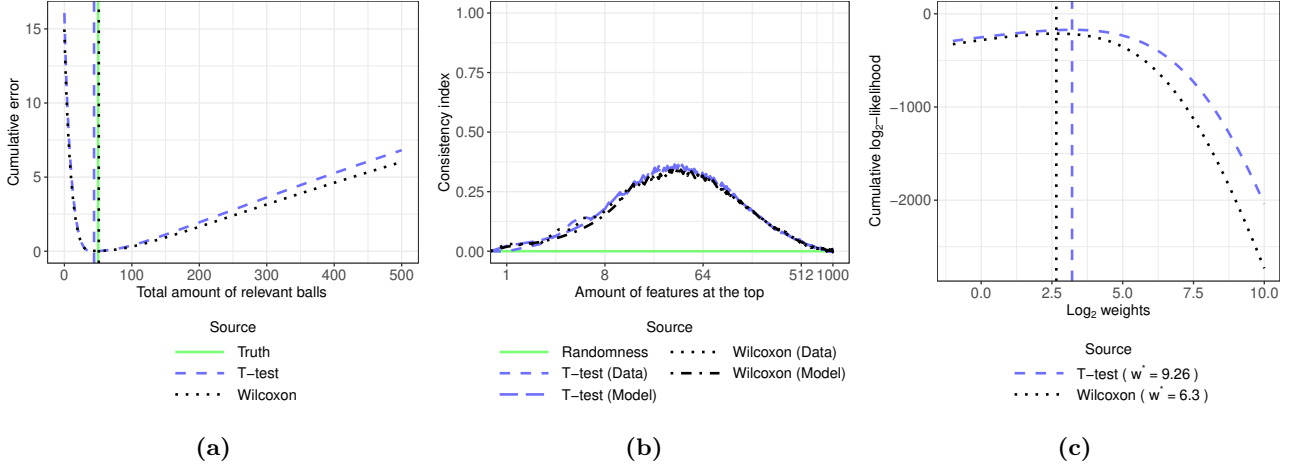 Cumulative error
15
10
5
0
0 100 200 300 400 500
Total amount of relevant balls
Source
Truth
T−test
Wilcoxon
(a)
Consistency index
1.00
0.75
0.50
0.25
0.00
1 8 64 512 1000
Amount of features at the top
Source
Randomness
T−test (Data)
T−test (Model)
Wilcoxon (Data)
Wilcoxon (Model)
(b)
Cumulative log2−likelihood
0
−1000
−2000
0.0 2.5 5.0 7.5 10.0
Log2 weights
Source
T−test ( w* = 9.26 )
Wilcoxon ( w* = 6.3 )
(c)